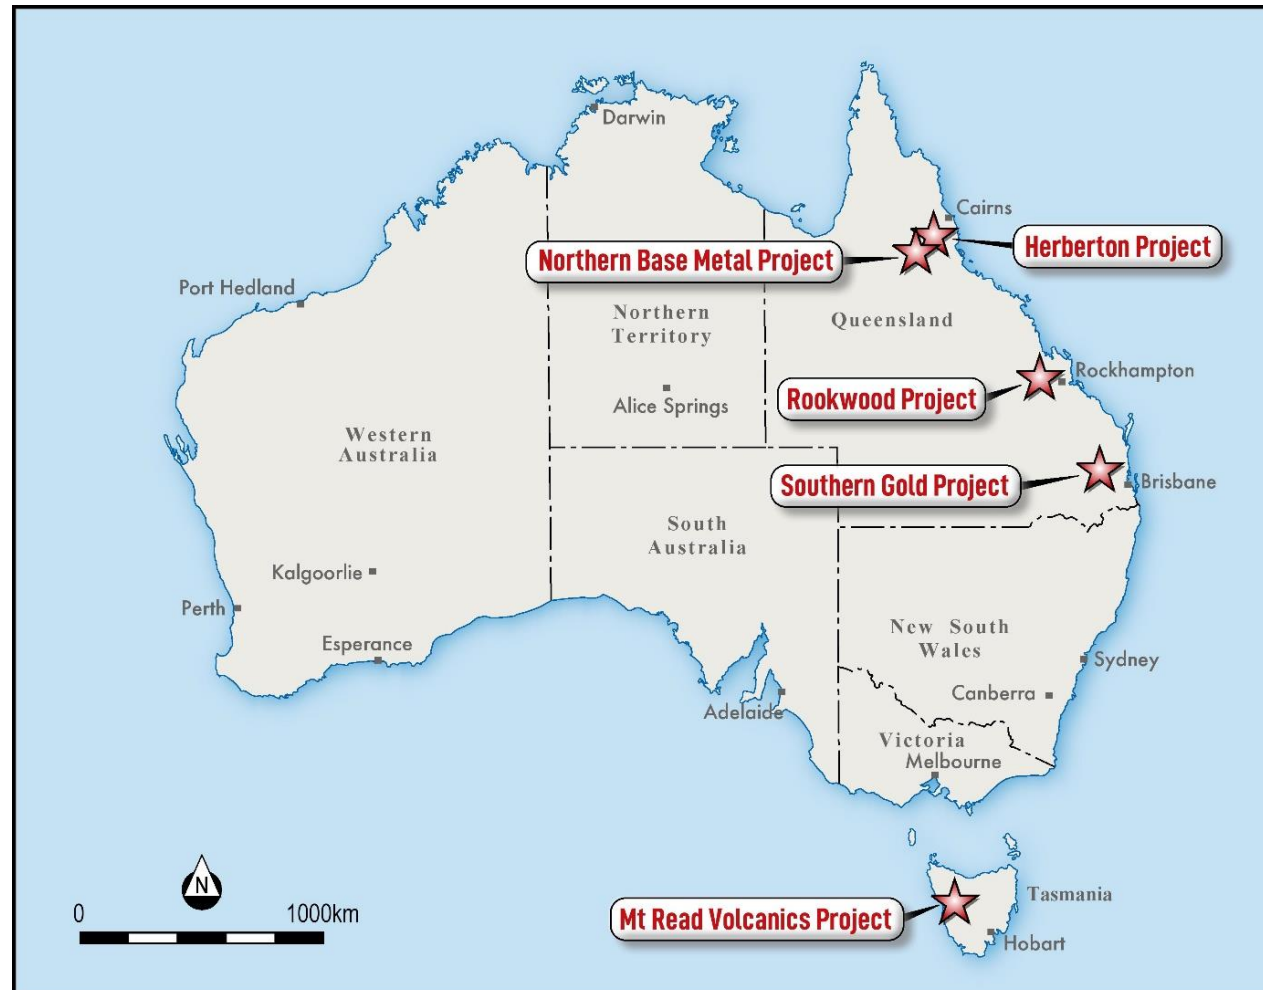 Darwin
Cairns
Northern Base Metal Project
Herberton Project
Port Hedland
Northern
Territory
Queensland
Rockhampton
Alice Springs
Rookwood Project
Western
Australia
Southern Gold Project
Brisbane
South
Australia
Kalgoorlie
Perth
Esperance
New South
Wales
Sydney
Canberra
Adelaide
Victoria
Melbourne
Tasmania
Mt Read Volcanics Project
Hobart
N
0
1000km